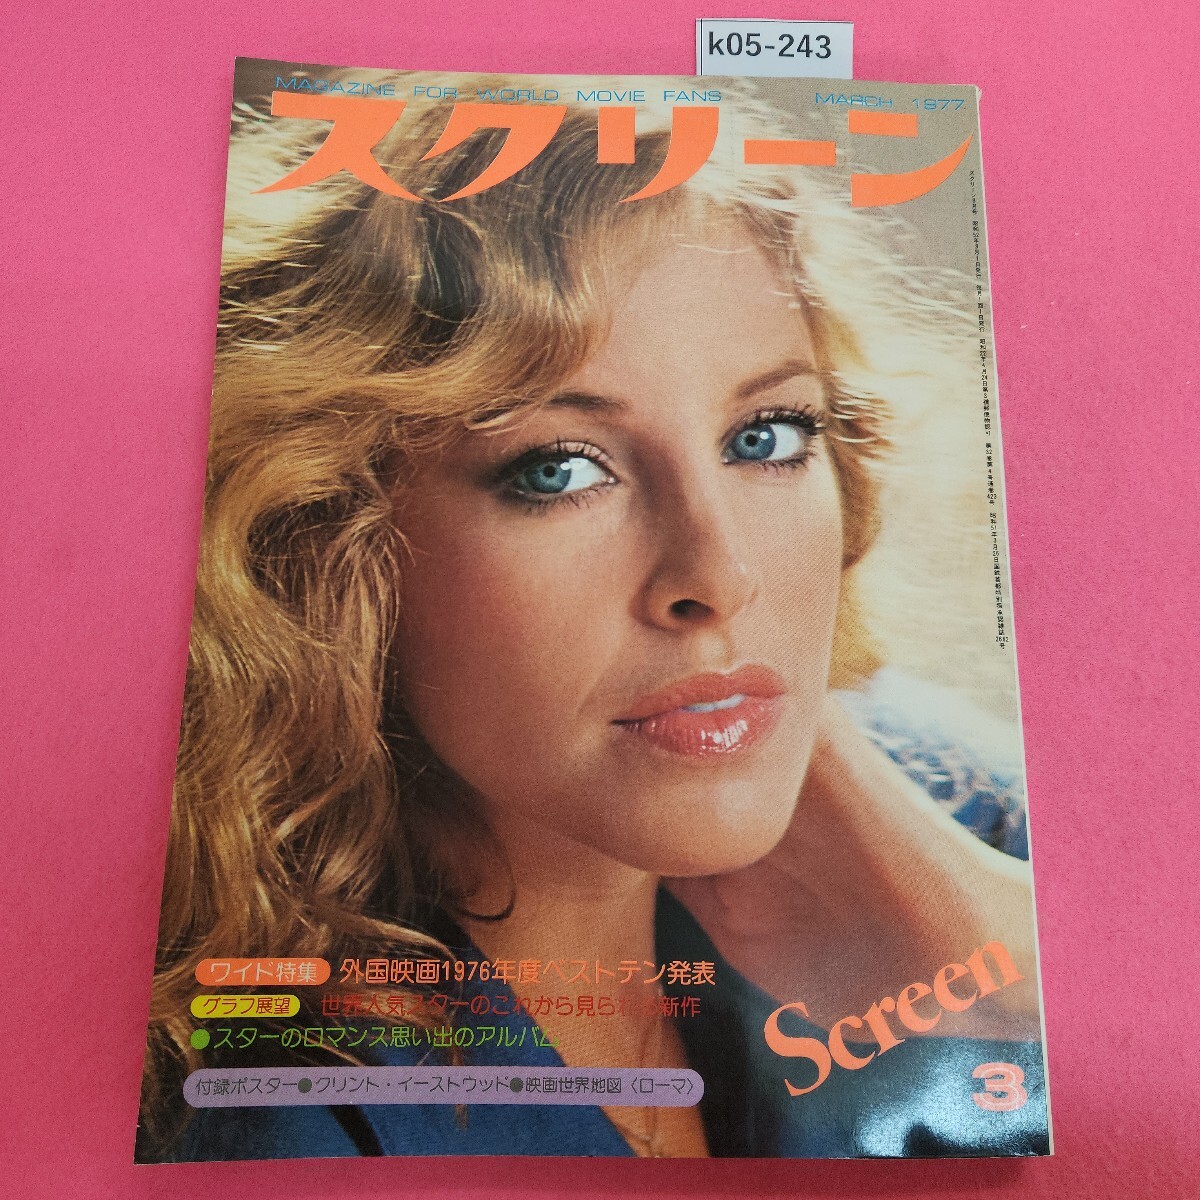 k05-243
MAGAZINE FOR WORLD MOVIE FANS MARCH 1977
スクリーン
ワイド特集 外国映画1976年度ベストテン発表
グラフ展望 世界人気スターのこれから見られる新作
●スターのロマンス思い出のアルバム
付録ポスター●クリント・イーストウッド●映画世界地図〈ローマ〉
Screen
3